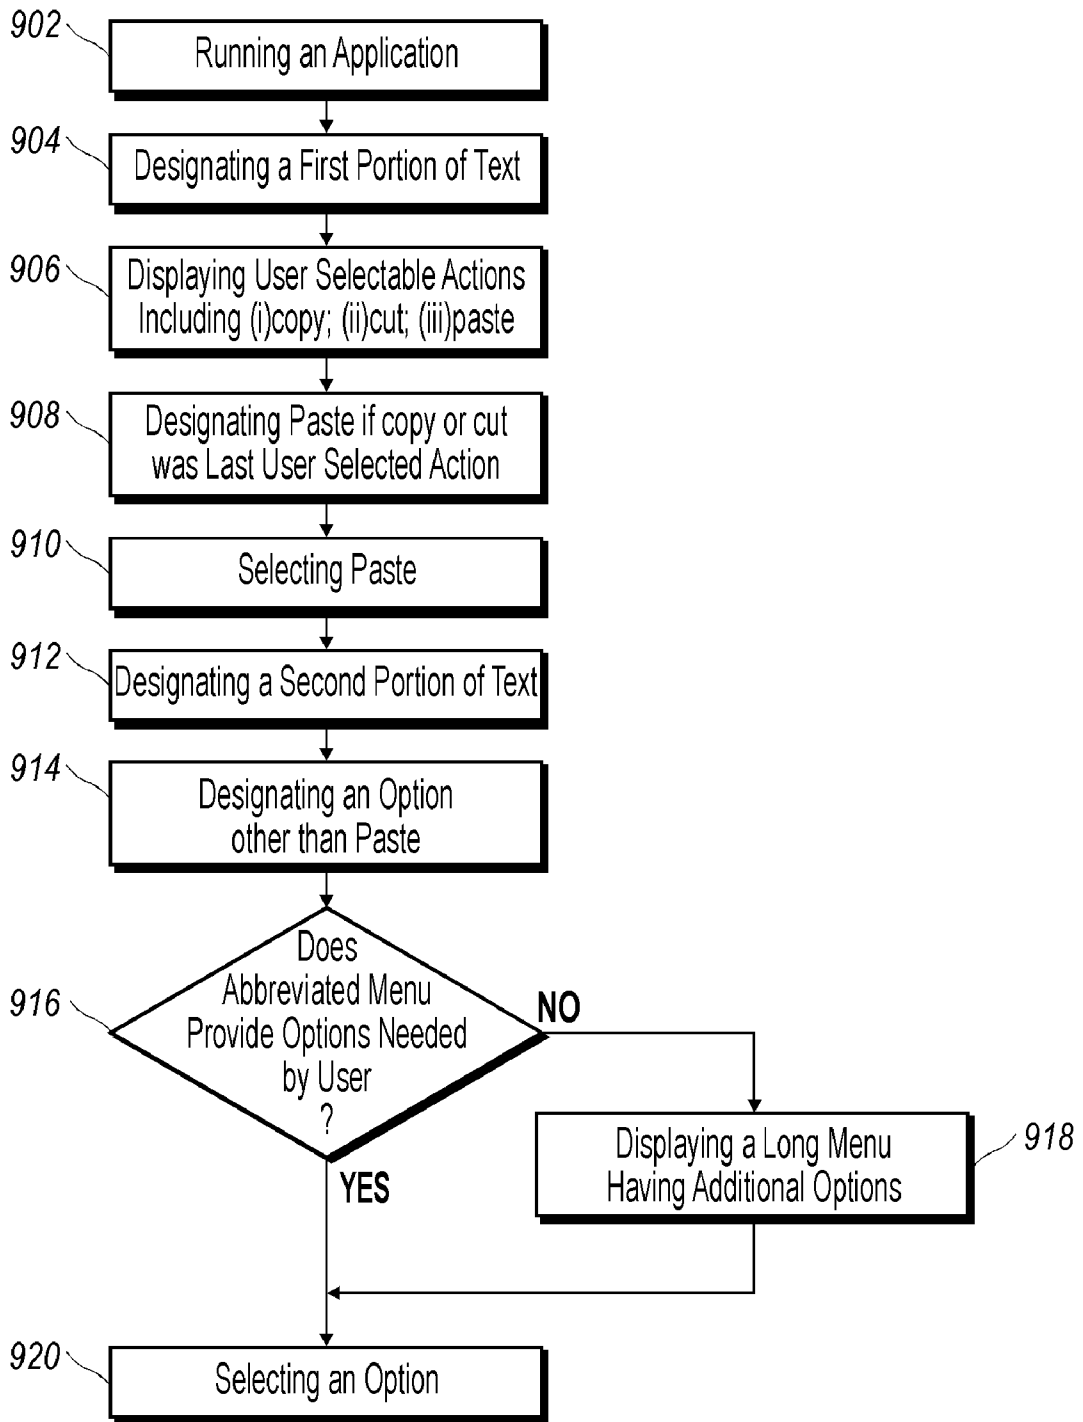 902
Running an Application
904
Designating a First Portion of Text
906
Displaying User Selectable Actions
Including (i)copy; (ii)cut; (iii)paste
908
Designating Paste if copy or cut
was Last User Selected Action
910
Selecting Paste
912
Designating a Second Portion of Text
914
Designating an Option
other than Paste
916
Does
Abbreviated Menu
Provide Options Needed
by User
?
NO
YES
Displaying a Long Menu
Having Additional Options
918
920
Selecting an Option